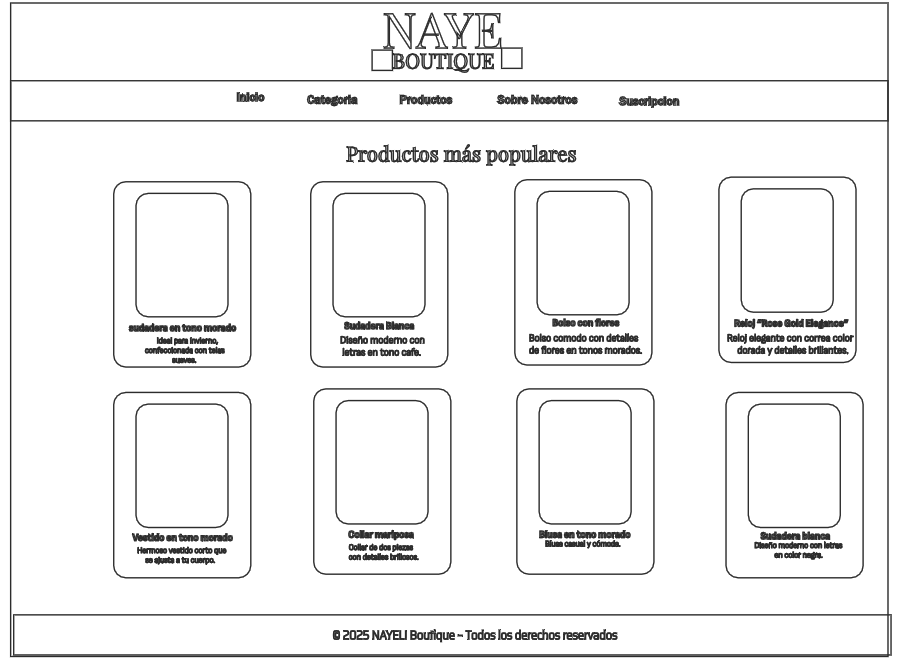 NAYE
BOUTIQUE
Inicio
Categoria
Productos
Sobre Nosotros
Suscripcion
Productos más populares
sudadera en tono morado
Ideal para invierno,
confeccionada con telas
suaves.
Sudadera Blanca
Diseño moderno con
letras en tono cafe.
Bolso con flores
Bolso comodo con detalles
de flores en tonos morados.
Reloj "Rose Gold Elegance"
Reloj elegante con correa color
dorada y detalles brillantes.
Vestido en tono morado
Hermoso vestido corto que
se ajusta a tu cuerpo.
Collar mariposa
Collar de dos piezas
con detalles brillosos.
Blusa en tono morado
Blusa casual y cómoda.
Sudadera blanca
Diseño moderno con letras
en color negra.
© 2025 NAYELI Boutique – Todos los derechos reservados